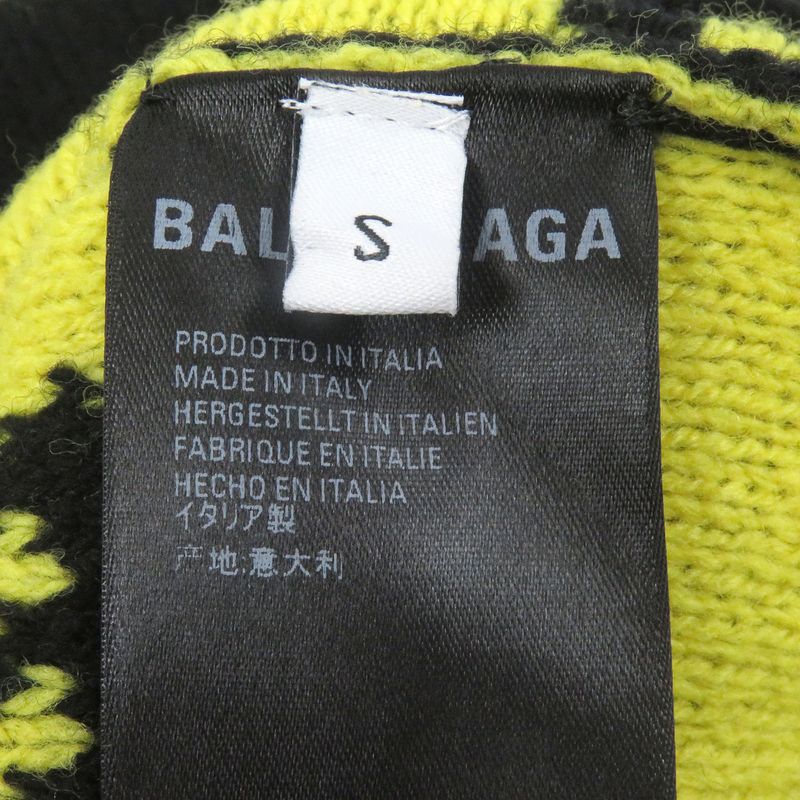 S
BAL AGA
PRODOTTO IN ITALIA
MADE IN ITALY
HERGESTELLT IN ITALIEN
FABRIQUE EN ITALIE
HECHO EN ITALIA
イタリア製
产地:意大利